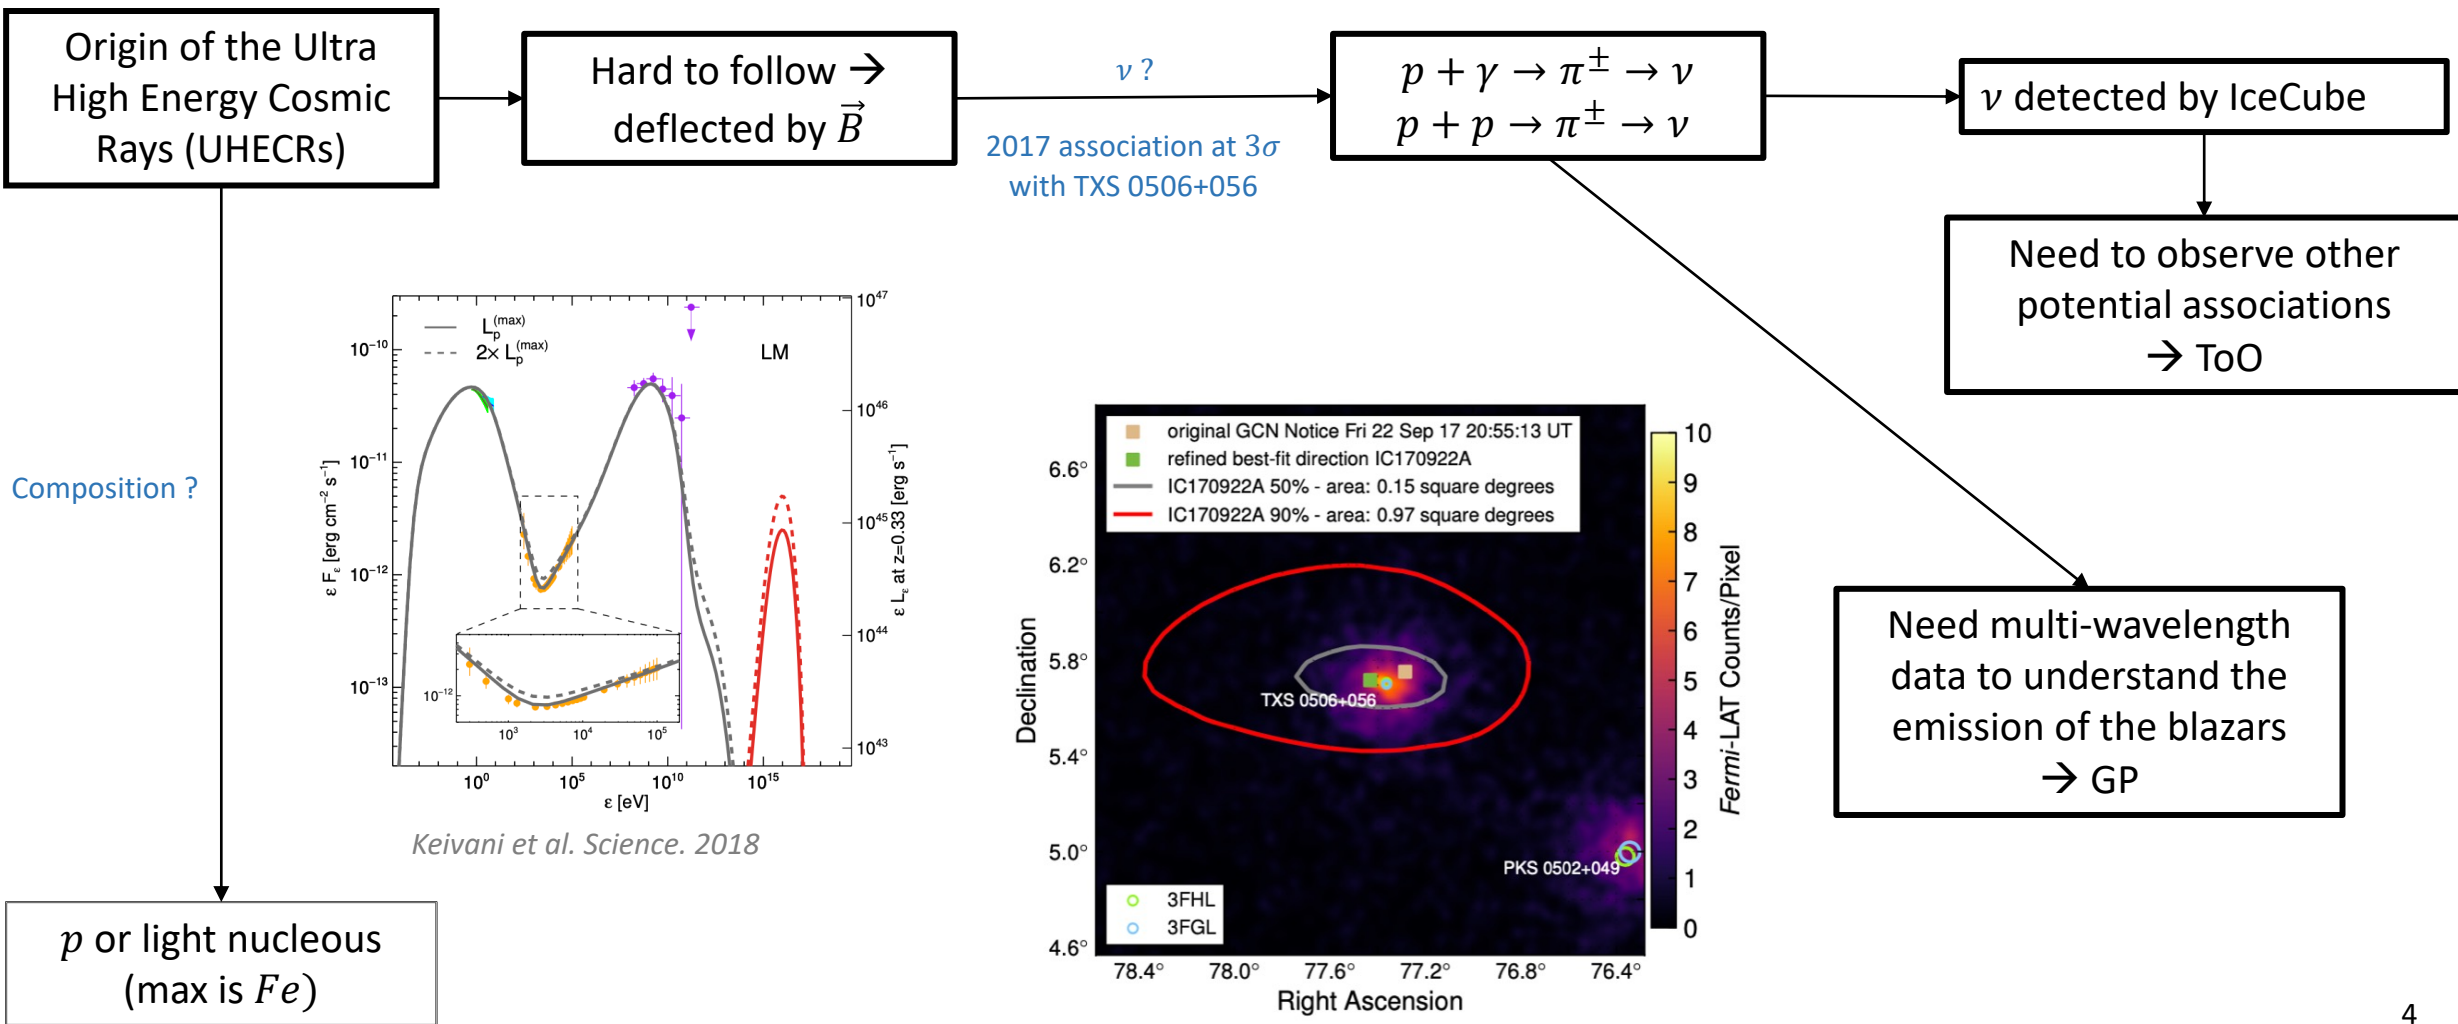 Origin of the Ultra
High Energy Cosmic
Rays (UHECRs)
Hard to follow →
deflected by $\vec{B}$
ν ?
2017 association at 3σ
with TXS 0506+056
p + γ → π± → ν
p + p → π± → ν
ν detected by IceCube
Need to observe other
potential associations
→ ToO
Composition ?
p or light nucleous
(max is Fe)
Need multi-wavelength
data to understand the
emission of the blazars
→ GP
L_p^(max)
2× L_p^(max)
LM
10⁻¹⁰
10⁻¹¹
10⁻¹²
10⁻¹³
ε F_ε [erg cm⁻² s⁻¹]
10⁴⁷
10⁴⁶
10⁴⁵
10⁴⁴
10⁴³
ε L_ε at z=0.33 [erg s⁻¹]
10⁻¹²
10³ 10⁴ 10⁵
10⁰ 10⁵ 10¹⁰ 10¹⁵
ε [eV]
Keivani et al. Science. 2018
original GCN Notice Fri 22 Sep 17 20:55:13 UT
refined best-fit direction IC170922A
IC170922A 50% - area: 0.15 square degrees
IC170922A 90% - area: 0.97 square degrees
6.6°
6.2°
5.8°
5.4°
5.0°
4.6°
Declination
TXS 0506+056
PKS 0502+049
3FHL
3FGL
78.4° 78.0° 77.6° 77.2° 76.8° 76.4°
Right Ascension
10
9
8
7
6
5
4
3
2
1
0
Fermi-LAT Counts/Pixel
4